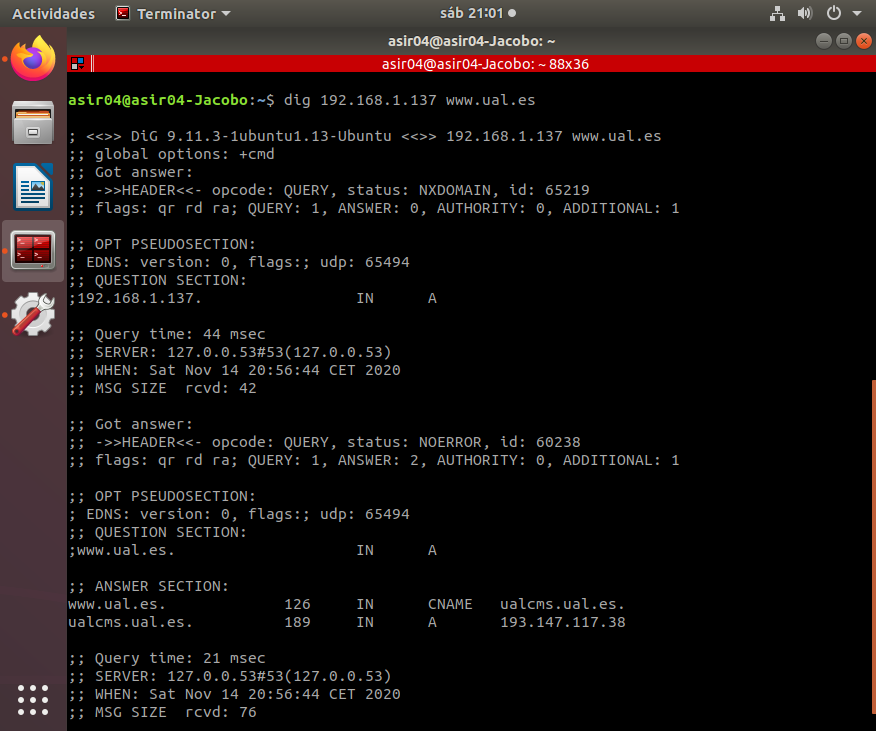 Actividades Terminator sáb 21:01
asir04@asir04-Jacobo: ~
asir04@asir04-Jacobo: ~ 88x36
asir04@asir04-Jacobo:~$ dig 192.168.1.137 www.ual.es
; <<>> DiG 9.11.3-1ubuntu1.13-Ubuntu <<>> 192.168.1.137 www.ual.es
;; global options: +cmd
;; Got answer:
;; ->>HEADER<<- opcode: QUERY, status: NXDOMAIN, id: 65219
;; flags: qr rd ra; QUERY: 1, ANSWER: 0, AUTHORITY: 0, ADDITIONAL: 1
;; OPT PSEUDOSECTION:
; EDNS: version: 0, flags:; udp: 65494
;; QUESTION SECTION:
;192.168.1.137. IN A
;; Query time: 44 msec
;; SERVER: 127.0.0.53#53(127.0.0.53)
;; WHEN: Sat Nov 14 20:56:44 CET 2020
;; MSG SIZE rcvd: 42
;; Got answer:
;; ->>HEADER<<- opcode: QUERY, status: NOERROR, id: 60238
;; flags: qr rd ra; QUERY: 1, ANSWER: 2, AUTHORITY: 0, ADDITIONAL: 1
;; OPT PSEUDOSECTION:
; EDNS: version: 0, flags:; udp: 65494
;; QUESTION SECTION:
;www.ual.es. IN A
;; ANSWER SECTION:
www.ual.es. 126 IN CNAME ualcms.ual.es.
ualcms.ual.es. 189 IN A 193.147.117.38
;; Query time: 21 msec
;; SERVER: 127.0.0.53#53(127.0.0.53)
;; WHEN: Sat Nov 14 20:56:44 CET 2020
;; MSG SIZE rcvd: 76